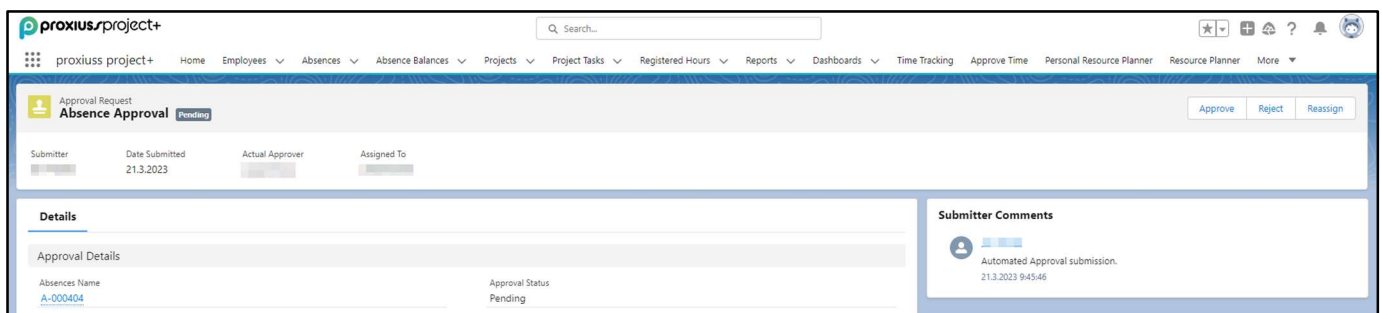 proxiuss project+
Search...
proxiuss project+ Home Employees Absences Absence Balances Projects Project Tasks Registered Hours Reports Dashboards Time Tracking Approve Time Personal Resource Planner Resource Planner More
Approval Request
Absence Approval Pending
Approve Reject Reassign
Submitter Date Submitted Actual Approver Assigned To
21.3.2023
Details
Approval Details
Absences Name Approval Status
A-000404 Pending
Submitter Comments
Automated Approval submission.
21.3.2023 9:45:46